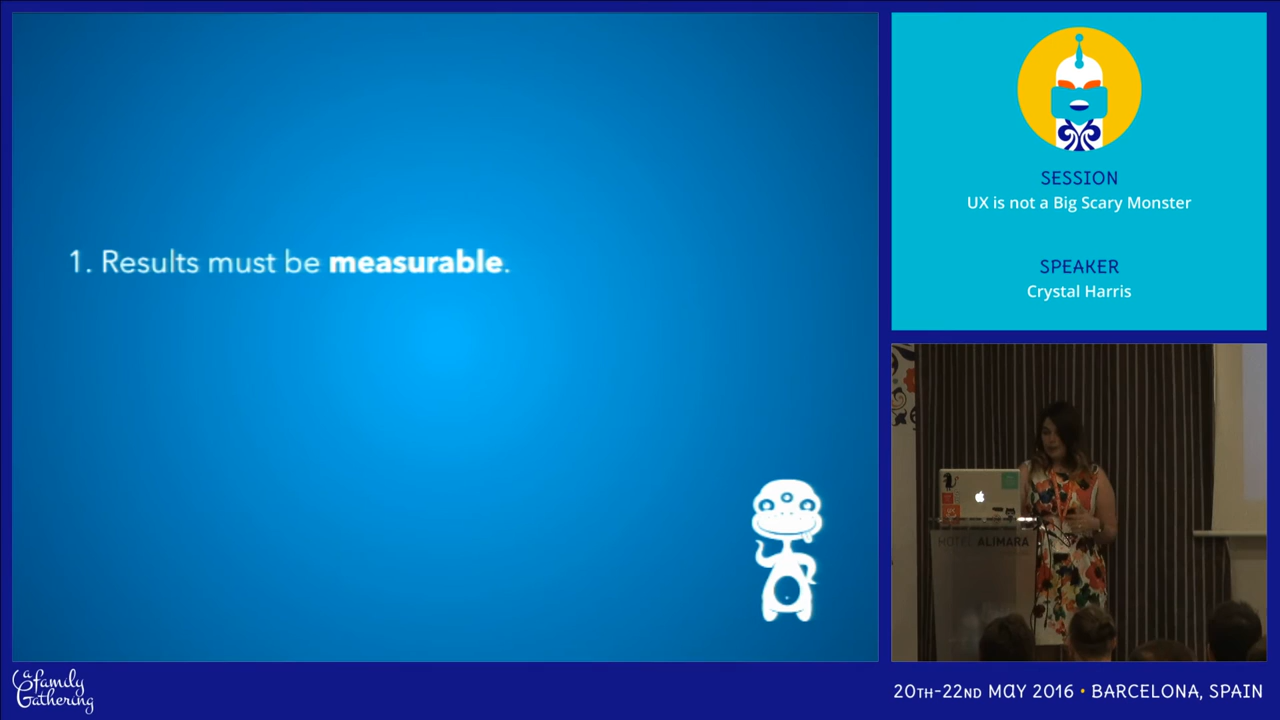 1. Results must be measurable.
SESSION
UX is not a Big Scary Monster
SPEAKER
Crystal Harris
HOTEL ALIMARA
a family
Gathering
20TH-22ND MAY 2016 • BARCELONA, SPAIN